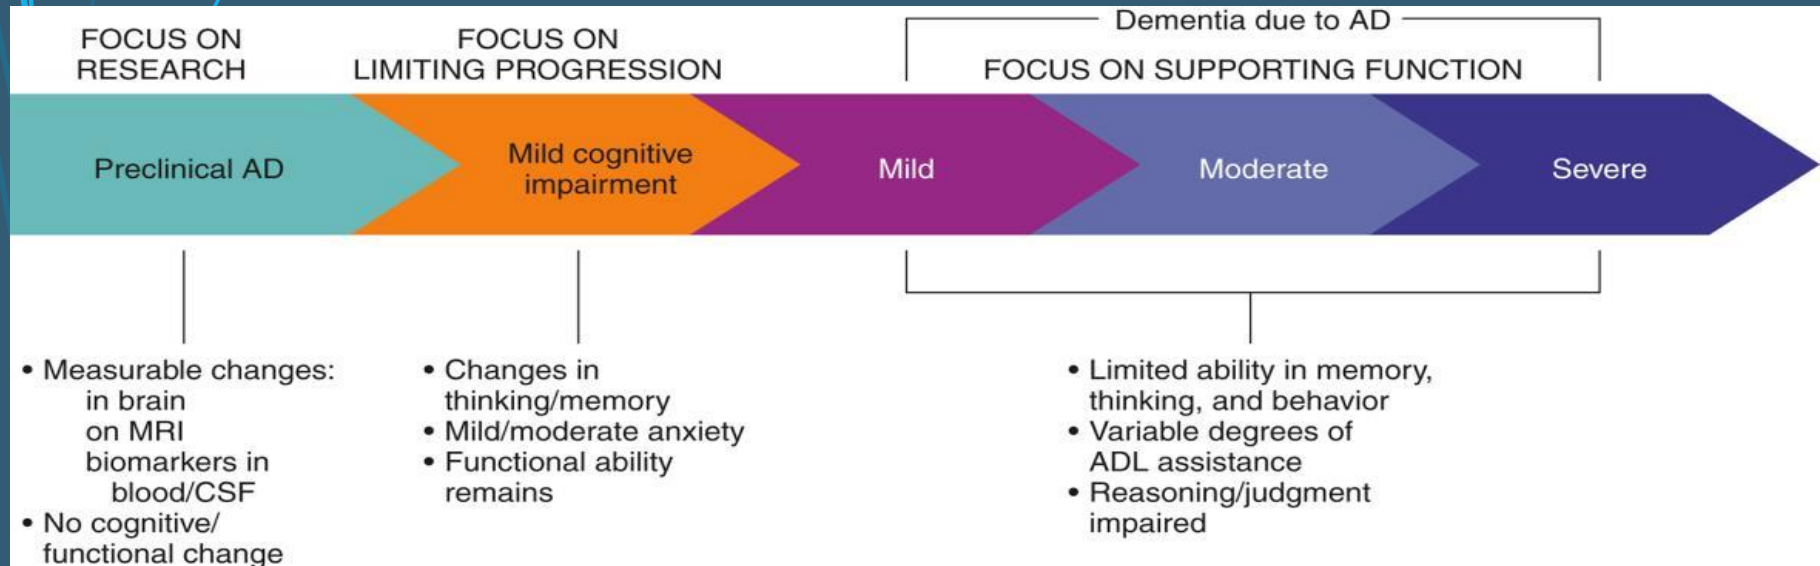 Dementia due to AD
FOCUS ON
RESEARCH
FOCUS ON
LIMITING PROGRESSION
FOCUS ON SUPPORTING FUNCTION
Preclinical AD
Mild cognitive
impairment
Mild
Moderate
Severe
• Measurable changes:
in brain
on MRI
biomarkers in
blood/CSF
• No cognitive/
functional change
• Changes in
thinking/memory
• Mild/moderate anxiety
• Functional ability
remains
• Limited ability in memory,
thinking, and behavior
• Variable degrees of
ADL assistance
• Reasoning/judgment
impaired